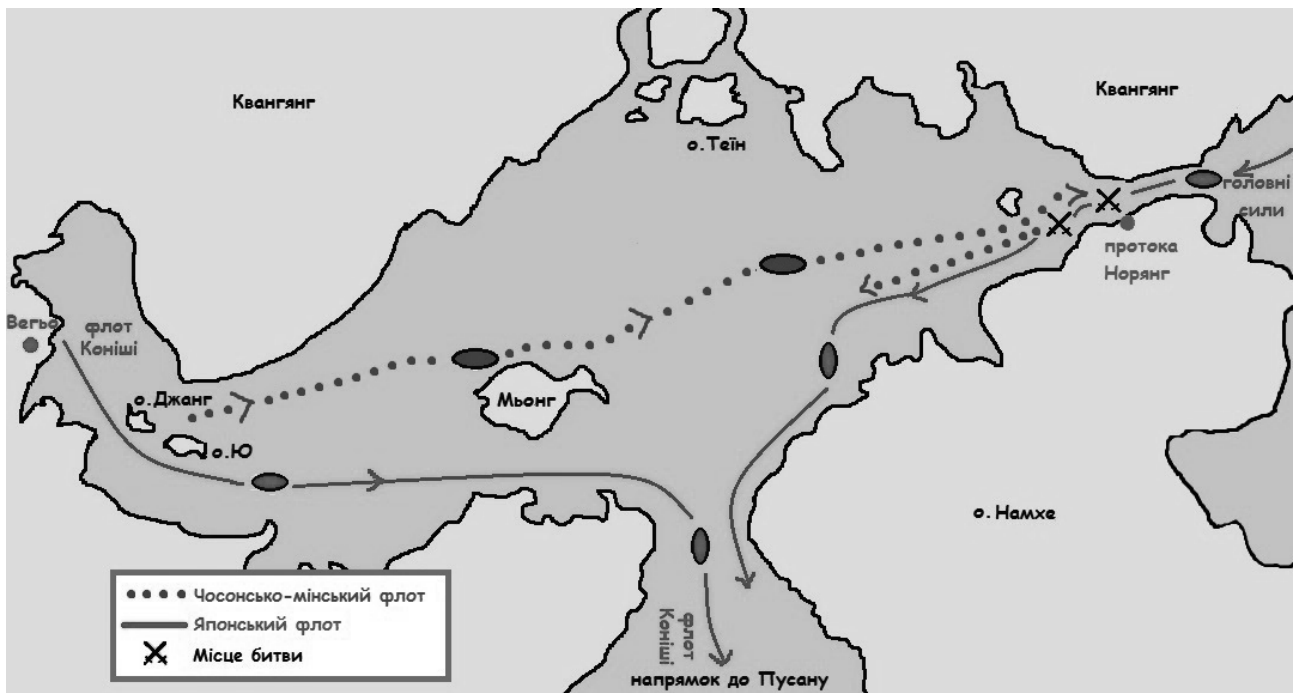 Квангянг
Квангянг
о.Теїн
головні
сили
протока
Норянг
Вегьо
флот
Коніші
о.Джанг
Мьонг
о.Ю
о.Намхе
Чосонсько-мінський флот
Японський флот
Місце битви
флот
Коніші
напрямок до Пусану